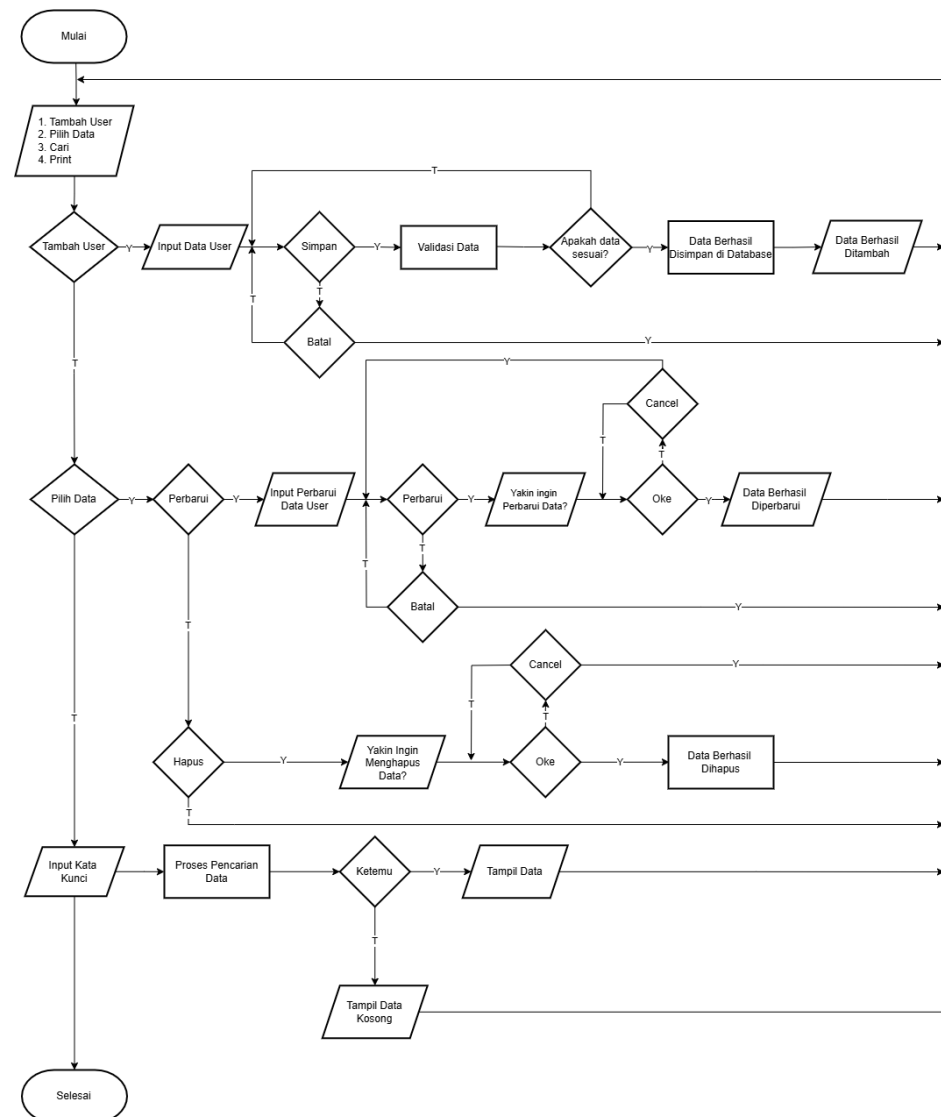 Mulai
1. Tambah User
2. Pilih Data
3. Cari
4. Print
T
Tambah User
Y
Input Data User
Simpan
Y
Validasi Data
Apakah data
sesuai?
Y
Data Berhasil
Disimpan di Database
Data Berhasil
Ditambah
T
T
Batal
Y
T
Y
Cancel
T
T
Pilih Data
Y
Perbarui
Y
Input Perbarui
Data User
Perbarui
Y
Yakin ingin
Perbarui Data?
Oke
Y
Data Berhasil
Diperbarui
T
T
Batal
Y
T
T
Cancel
Y
T
T
Hapus
Y
Yakin Ingin
Menghapus
Data?
Oke
Y
Data Berhasil
Dihapus
T
Input Kata
Kunci
Proses Pencarian
Data
Ketemu
Y
Tampil Data
T
Tampil Data
Kosong
Selesai